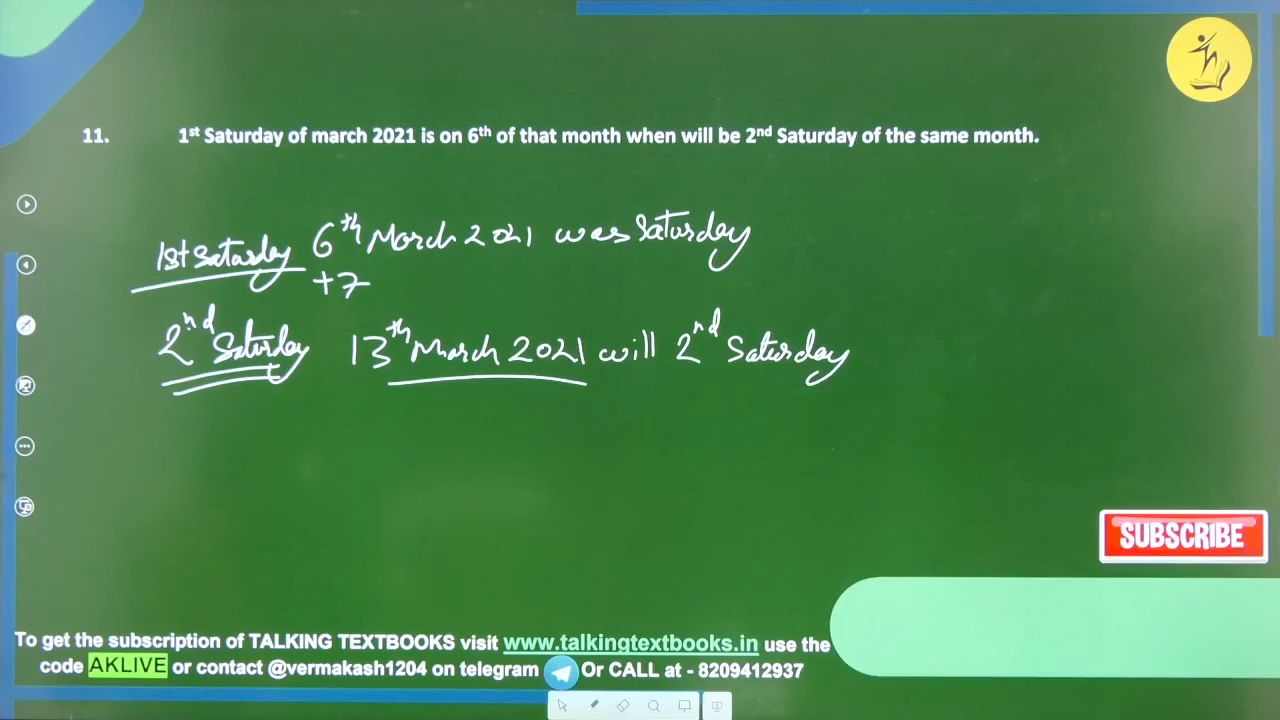 11. 1st Saturday of march 2021 is on 6th of that month when will be 2nd Saturday of the same month.
1st Saturday 6th March 2021 was Saturday
+7
2nd Saturday 13th March 2021 will 2nd Saturday
SUBSCRIBE
To get the subscription of TALKING TEXTBOOKS visit www.talkingtextbooks.in use the
code AKLIVE or contact @vermakash1204 on telegram Or CALL at - 8209412937